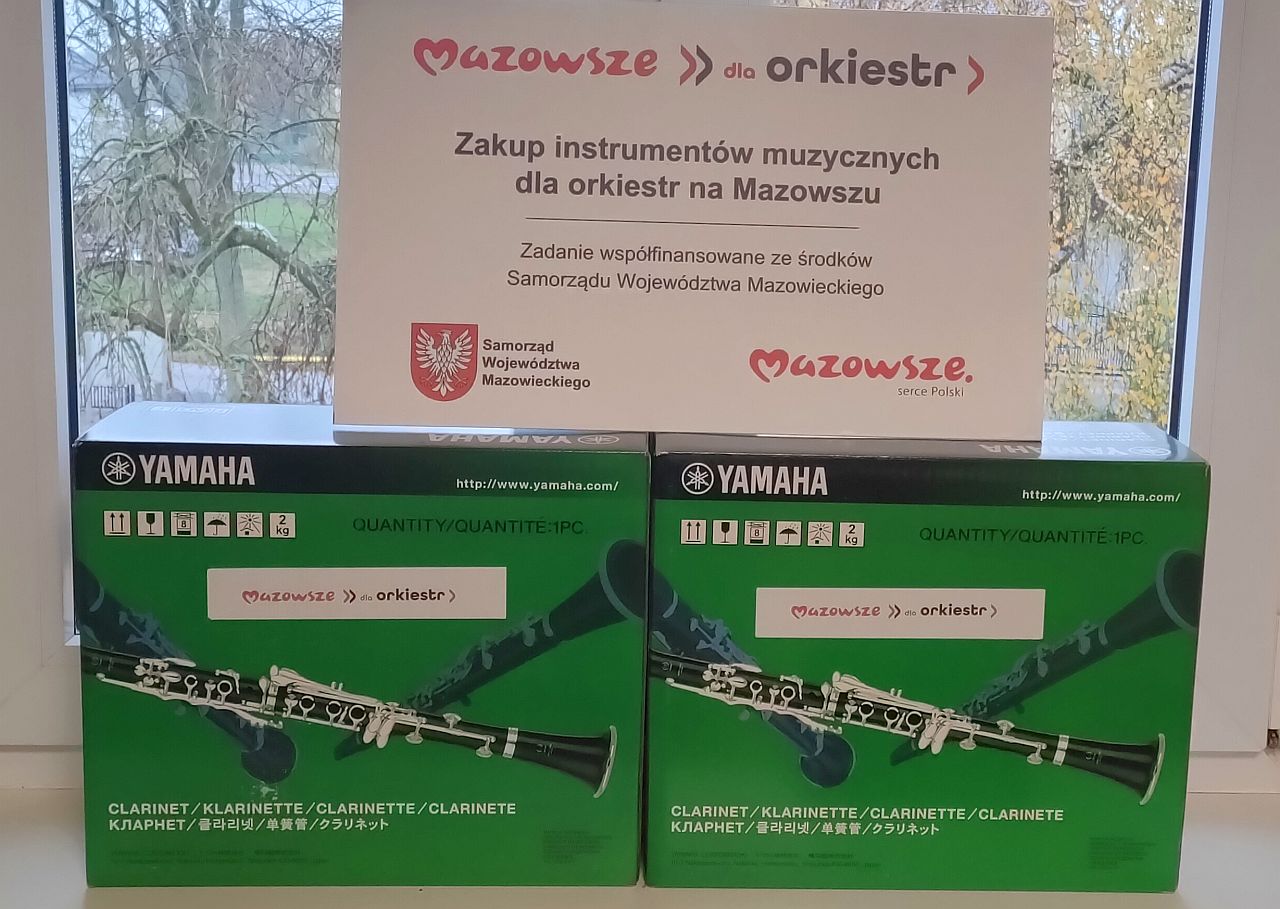 mazowsze dla orkiestr
Zakup instrumentów muzycznych
dla orkiestr na Mazowszu
Zadanie współfinansowane ze środków
Samorządu Województwa Mazowieckiego
Samorząd
Województwa
Mazowieckiego
mazowsze.
serce Polski
YAMAHA
YAMAHA
http://www.yamaha.com/
8
2
kg
QUANTITY/QUANTITÉ:1PC.
mazowsze dla orkiestr
CLARINET/KLARINETTE/CLARINETTE/CLARINETE
КЛАРНЕТ/클라리넷/单簧管/クラリネット
YAMAHA
YAMAHA
http://www.yamaha.com/
8
2
kg
QUANTITY/QUANTITÉ:1PC.
mazowsze dla orkiestr
CLARINET/KLARINETTE/CLARINETTE/CLARINETE
КЛАРНЕТ/클라리넷/单簧管/クラリネット